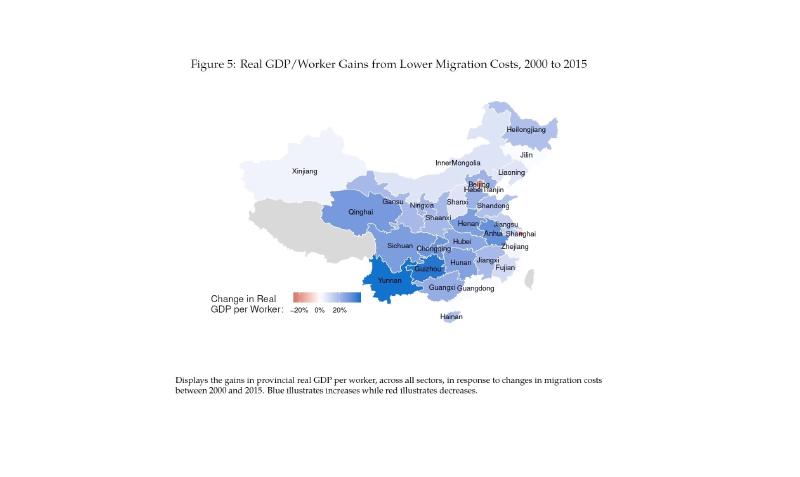 Figure 5: Real GDP/Worker Gains from Lower Migration Costs, 2000 to 2015
Heilongjiang
Jilin
InnerMongolia
Liaoning
Xinjiang
Beijing
Hebei Tianjin
Gansu
Ningxia
Shanxi
Shandong
Qinghai
Shaanxi
Henan
Jiangsu
Anhui
Shanghai
Sichuan
Chongqing
Hubei
Zhejiang
Guizhou
Hunan
Jiangxi
Fujian
Yunnan
Guangxi
Guangdong
Hainan
Change in Real
GDP per Worker:
−20% 0% 20%
Displays the gains in provincial real GDP per worker, across all sectors, in response to changes in migration costs
between 2000 and 2015. Blue illustrates increases while red illustrates decreases.